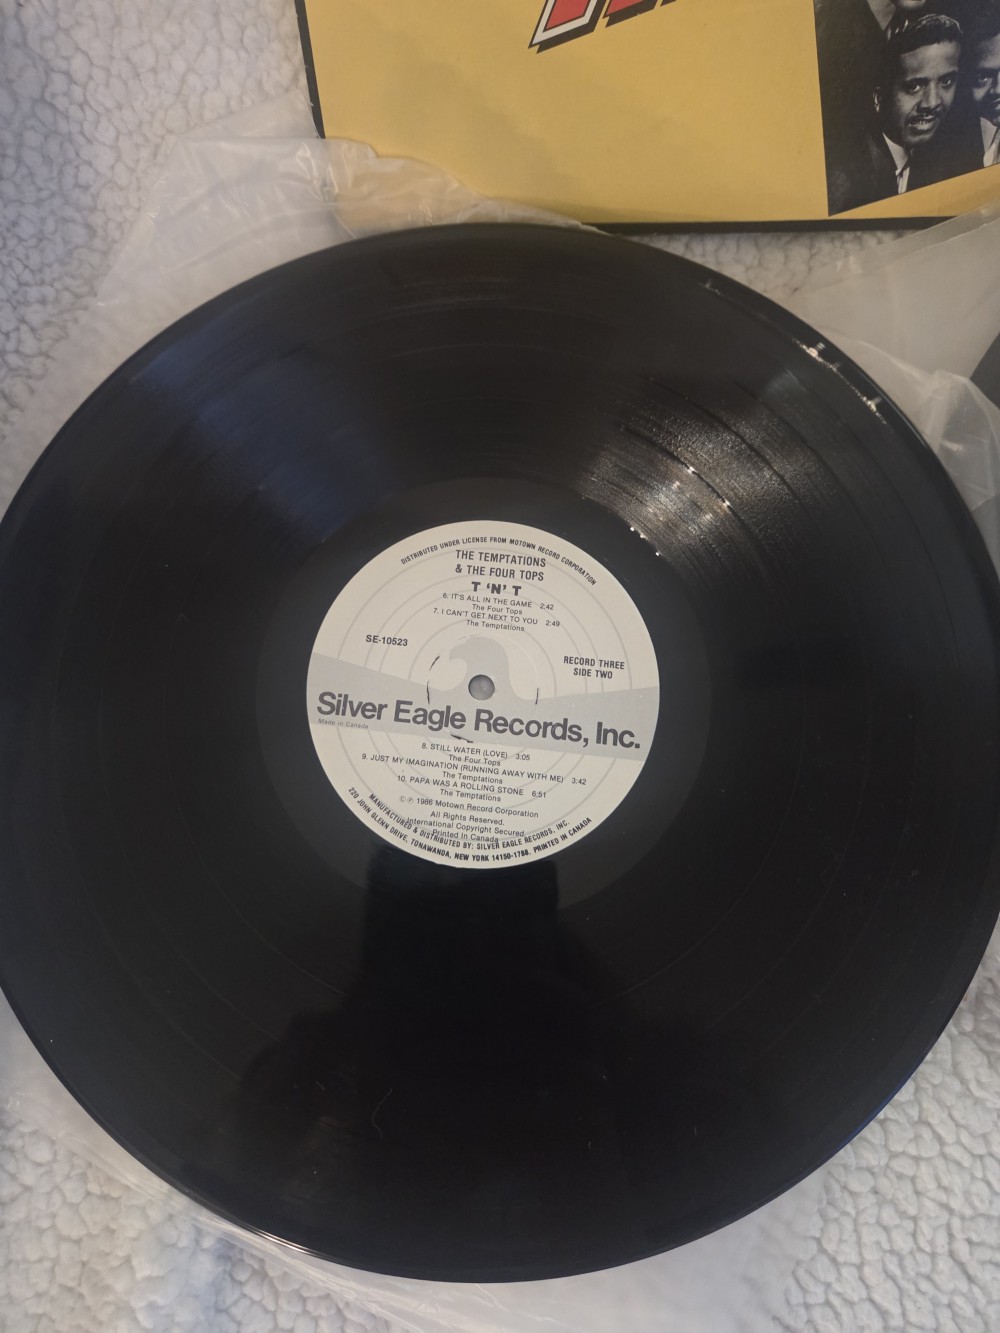 DISTRIBUTED UNDER LICENSE FROM MOTOWN RECORD CORPORATION
THE TEMPTATIONS
& THE FOUR TOPS
T 'N' T
6. IT'S ALL IN THE GAME 2:42
The Four Tops
7. I CAN'T GET NEXT TO YOU 2:49
The Temptations
SE-10523
RECORD THREE
SIDE TWO
Silver Eagle Records, Inc.
Made in Canada
8. STILL WATER (LOVE) 3:05
The Four Tops
9. JUST MY IMAGINATION (RUNNING AWAY WITH ME) 3:42
The Temptations
10. PAPA WAS A ROLLING STONE 6:51
The Temptations
© ℗ 1986 Motown Record Corporation
All Rights Reserved.
International Copyright Secured.
Printed In Canada
MANUFACTURED & DISTRIBUTED BY: SILVER EAGLE RECORDS, INC.
220 JOHN GLENN DRIVE, TONAWANDA, NEW YORK 14150-1788. PRINTED IN CANADA